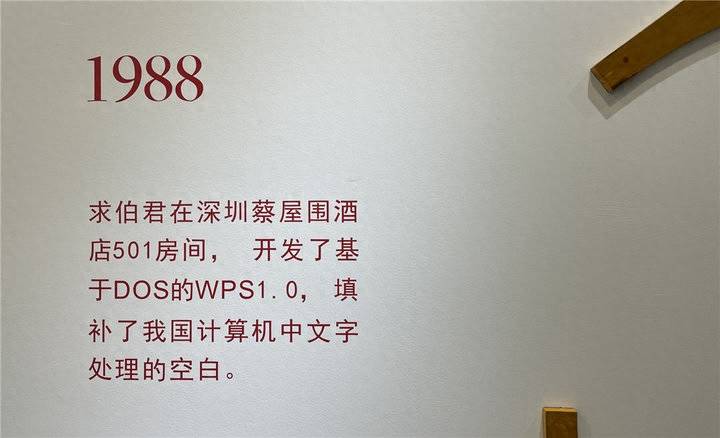 1988
求伯君在深圳蔡屋围酒
店501房间， 开发了基
于DOS的WPS1.0， 填
补了我国计算机中文字
处理的空白。